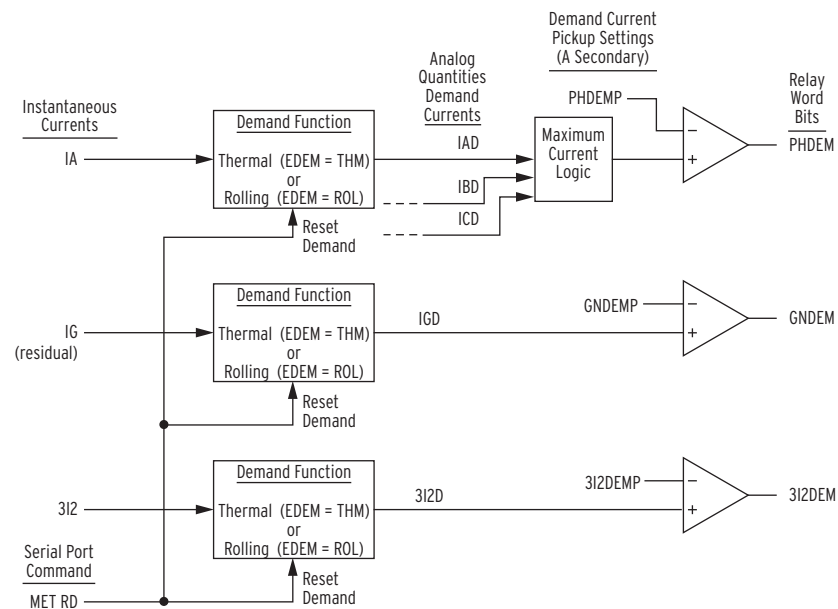 Demand Current
Pickup Settings
(A Secondary)
Analog
Quantities
Demand
Currents
Relay
Word
Bits
Instantaneous
Currents
IA
Demand Function
Thermal (EDEM = THM)
or
Rolling (EDEM = ROL)
Reset
Demand
IAD
IBD
ICD
PHDEMP
Maximum
Current
Logic
−
+
PHDEM
IG
(residual)
Demand Function
Thermal (EDEM = THM)
or
Rolling (EDEM = ROL)
Reset
Demand
IGD
GNDEMP
−
+
GNDEM
3I2
Demand Function
Thermal (EDEM = THM)
or
Rolling (EDEM = ROL)
Reset
Demand
3I2D
3I2DEMP
−
+
3I2DEM
Serial Port
Command
MET RD